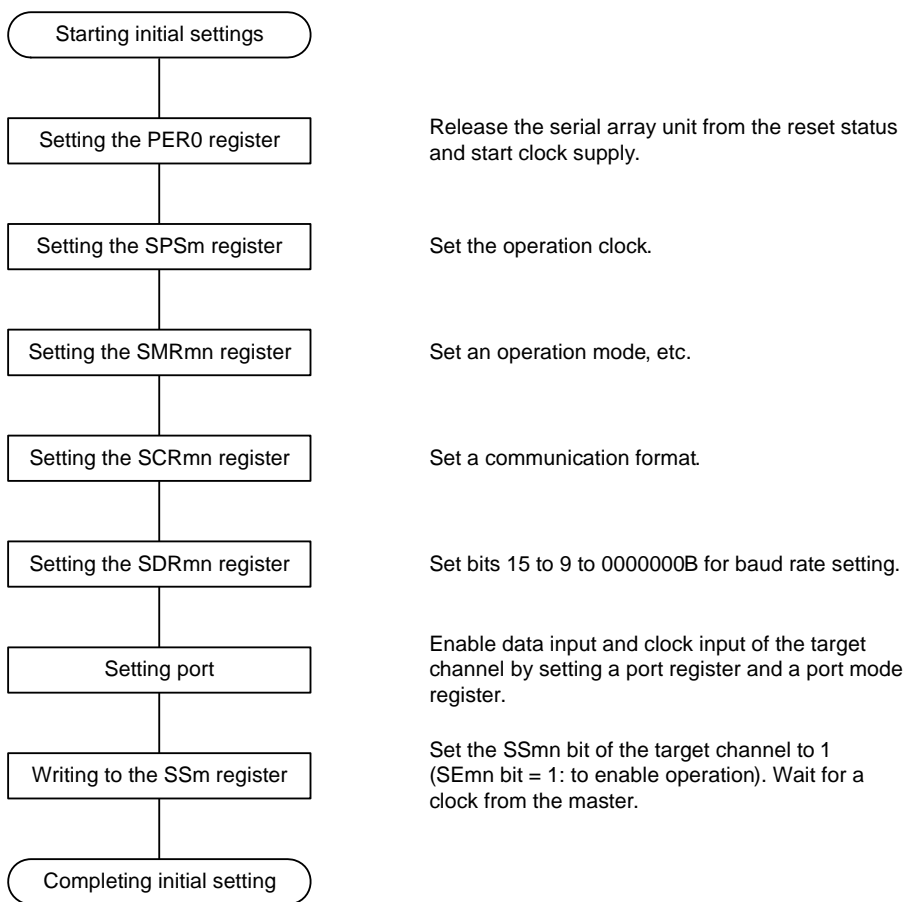 Starting initial settings
Setting the PER0 register
Release the serial array unit from the reset status
and start clock supply.
Setting the SPSm register
Set the operation clock.
Setting the SMRmn register
Set an operation mode, etc.
Setting the SCRmn register
Set a communication format.
Setting the SDRmn register
Set bits 15 to 9 to 0000000B for baud rate setting.
Setting port
Enable data input and clock input of the target
channel by setting a port register and a port mode
register.
Writing to the SSm register
Set the SSmn bit of the target channel to 1
(SEmn bit = 1: to enable operation). Wait for a
clock from the master.
Completing initial setting